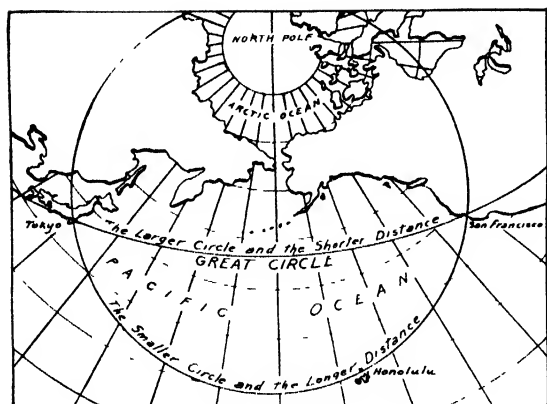 NORTH POLE
ARCTIC OCEAN
Tokyo
San Francisco
The Larger Circle and the Shorter Distance
GREAT CIRCLE
PACIFIC OCEAN
The Smaller Circle and the Longer Distance
Honolulu